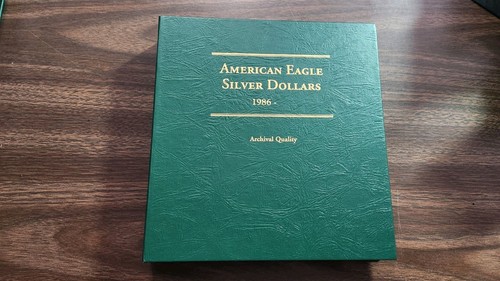 American Eagle
Silver Dollars
1986 -
Archival Quality